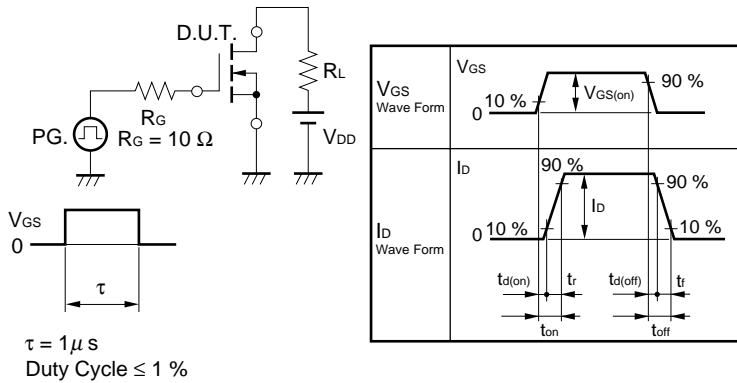 D.U.T.
RL
RG
PG.
RG = 10 Ω
VDD
VGS
0
τ
τ = 1μ s
Duty Cycle ≤ 1 %
VGS
Wave Form
VGS
10 %
0
VGS(on)
90 %
ID
Wave Form
ID
90 %
90 %
0
10 %
ID
10 %
td(on)
tr
td(off)
tf
ton
toff